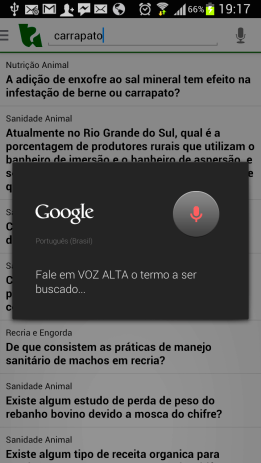 66% 19:17
carrapato
Nutrição Animal
A adição de enxofre ao sal mineral tem efeito na
infestação de berne ou carrapato?
Sanidade Animal
Atualmente no Rio Grande do Sul, qual é a
porcentagem de produtores rurais que utilizam o
banheiro de imersão e o banheiro de aspersão, e
Google
Português (Brasil)
Fale em VOZ ALTA o termo a ser
buscado...
Recria e Engorda
De que consistem as práticas de manejo
sanitário de machos em recria?
Sanidade Animal
Existe algum estudo de perda de peso do
rebanho bovino devido a mosca do chifre?
Sanidade Animal
Existe algum tipo de receita organica para